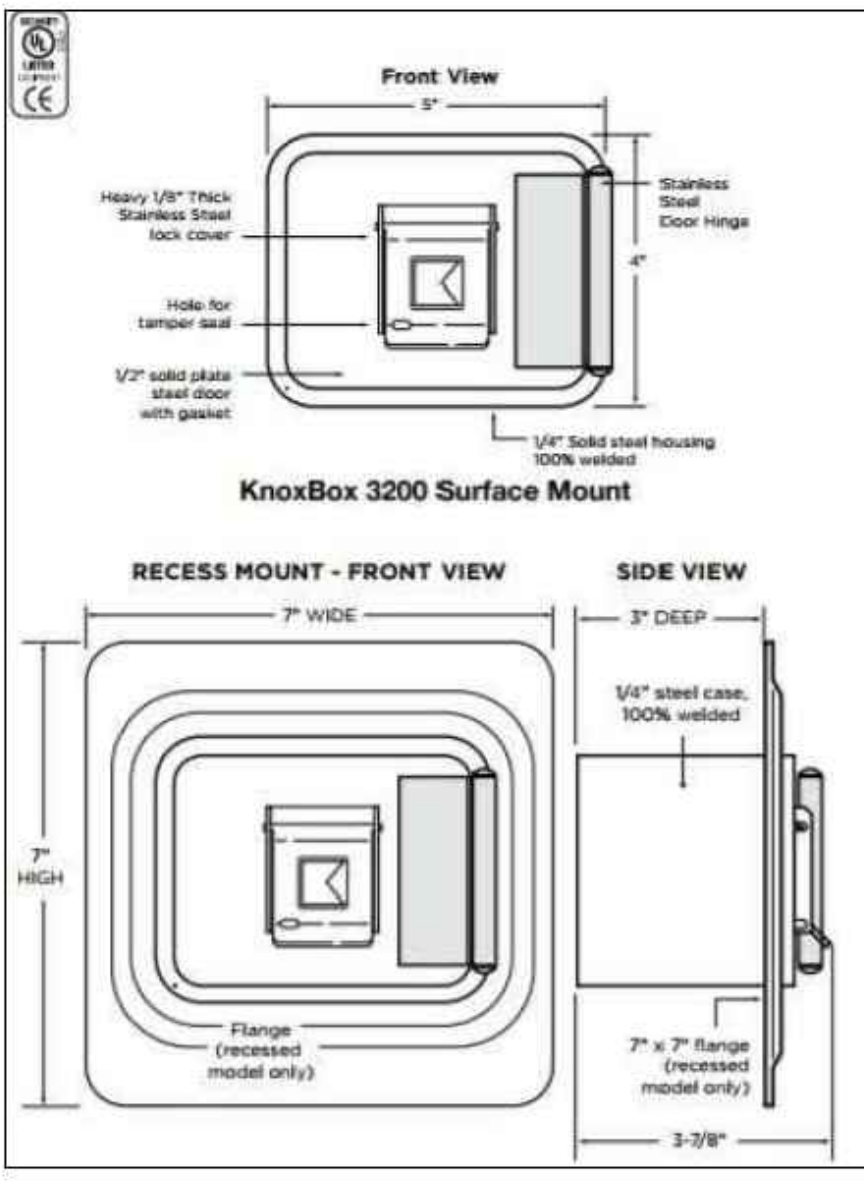 UL
LISTED
CE
Front View
5"
Heavy 1/8" Thick
Stainless Steel
lock cover
Stainless
Steel
Door Hinge
4"
Hole for
tamper seal
1/2" solid plate
steel door
with gasket
1/4" Solid steel housing
100% welded
KnoxBox 3200 Surface Mount
RECESS MOUNT - FRONT VIEW
SIDE VIEW
7" WIDE
3" DEEP
1/4" steel case,
100% welded
7"
HIGH
Flange
(recessed
model only)
7" x 7" flange
(recessed
model only)
3-7/8"